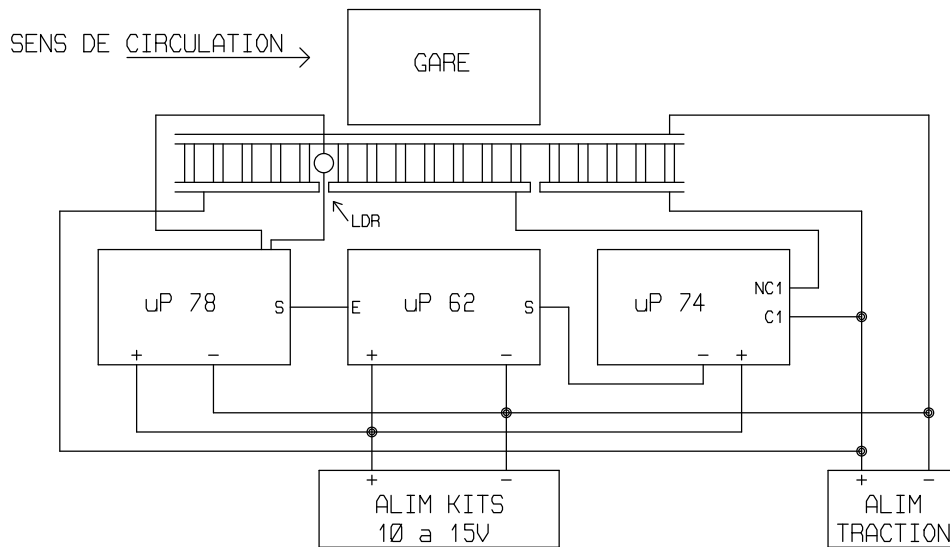 SENS DE CIRCULATION
GARE
LDR
uP 78
S
+
-
E
uP 62
S
+
-
uP 74
NC1
C1
-
+
+
-
ALIM KITS
10 a 15V
+
-
ALIM
TRACTION